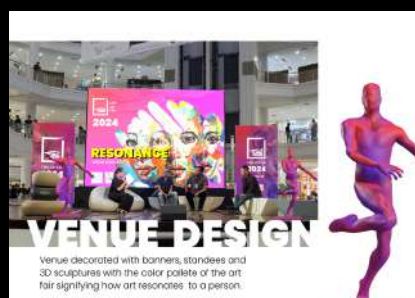 2024
RESONANCE
2024
VENUE DESIGN
Venue decorated with banners, standees and
3D sculptures with the color pallete of the art
fair signifying how art resonates to a person.